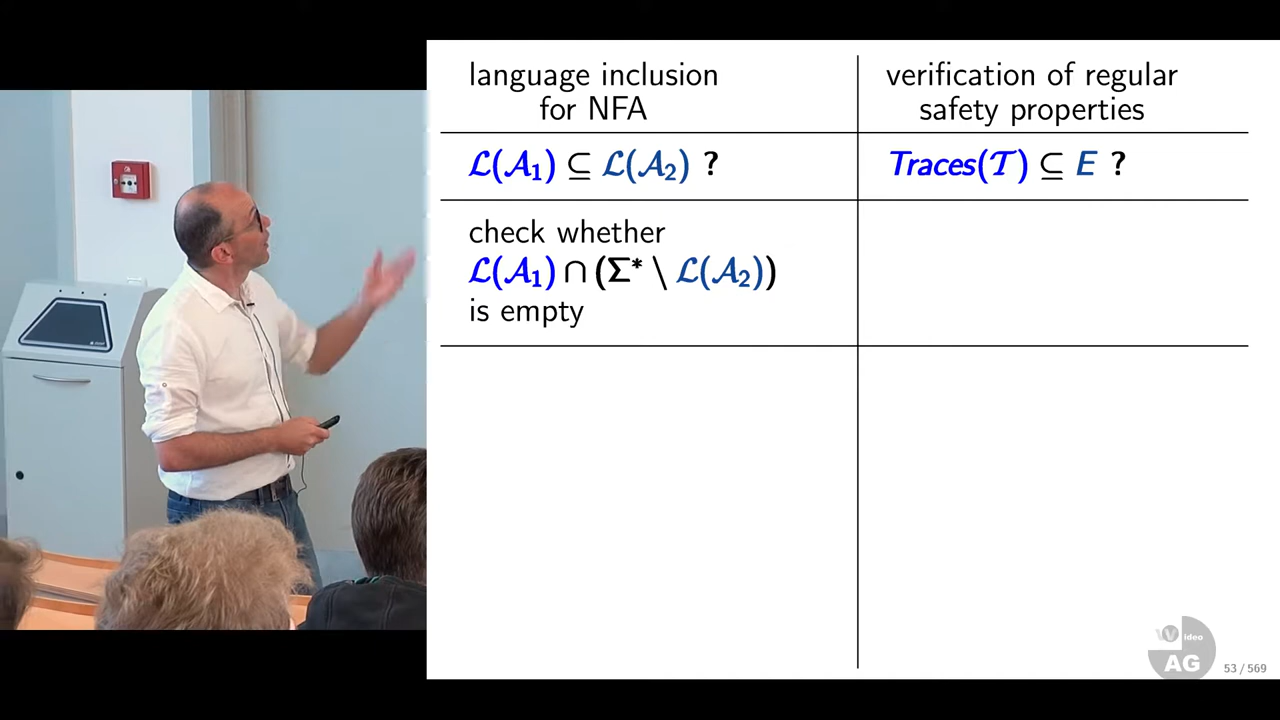 language inclusion
for NFA
verification of regular
safety properties
ℒ(𝒜₁) ⊆ ℒ(𝒜₂) ?
Traces(𝒯) ⊆ E ?
check whether
ℒ(𝒜₁) ∩ (Σ* \ ℒ(𝒜₂))
is empty
Video
AG
53 / 569